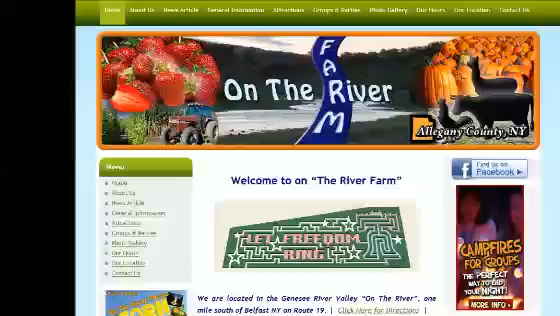 Home About Us News Article General Information Attractions Groups & Parties Photo Gallery Our Hours Our Location Contact Us
On The River
FARM
Allegany County, NY
Menu
Home
About Us
News Article
General Information
Attractions
Groups & Parties
Photo Gallery
Our Hours
Our Location
Contact Us
Welcome to on “The River Farm”
LET FREEDOM
RING
We are located in the Genesee River Valley “On The River”, one
mile south of Belfast NY on Route 19. | Click Here for Directions |
Find us on
Facebook
CAMPFIRES
FOR GROUPS
THE PERFECT
WAY TO END
YOUR NIGHT!
MORE INFO